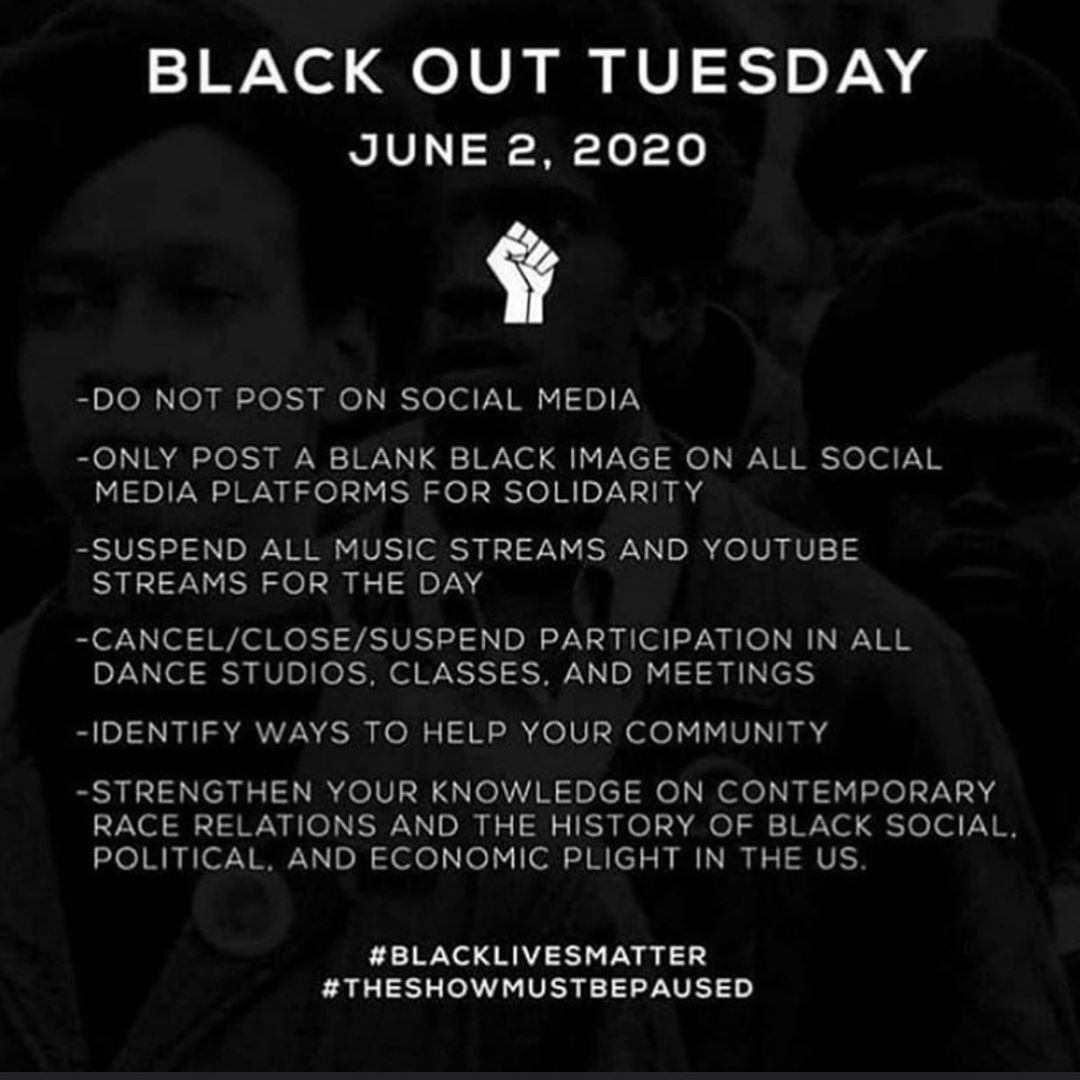 BLACK OUT TUESDAY
JUNE 2, 2020
-DO NOT POST ON SOCIAL MEDIA
-ONLY POST A BLANK BLACK IMAGE ON ALL SOCIAL
MEDIA PLATFORMS FOR SOLIDARITY
-SUSPEND ALL MUSIC STREAMS AND YOUTUBE
STREAMS FOR THE DAY
-CANCEL/CLOSE/SUSPEND PARTICIPATION IN ALL
DANCE STUDIOS, CLASSES, AND MEETINGS
-IDENTIFY WAYS TO HELP YOUR COMMUNITY
-STRENGTHEN YOUR KNOWLEDGE ON CONTEMPORARY
RACE RELATIONS AND THE HISTORY OF BLACK SOCIAL,
POLITICAL, AND ECONOMIC PLIGHT IN THE US.
#BLACKLIVESMATTER
#THESHOWMUSTBEPAUSED